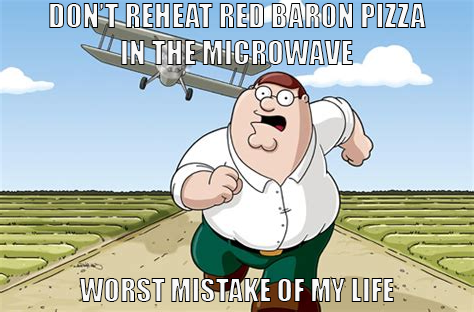 DON'T REHEAT RED BARON PIZZA
IN THE MICROWAVE
WORST MISTAKE OF MY LIFE